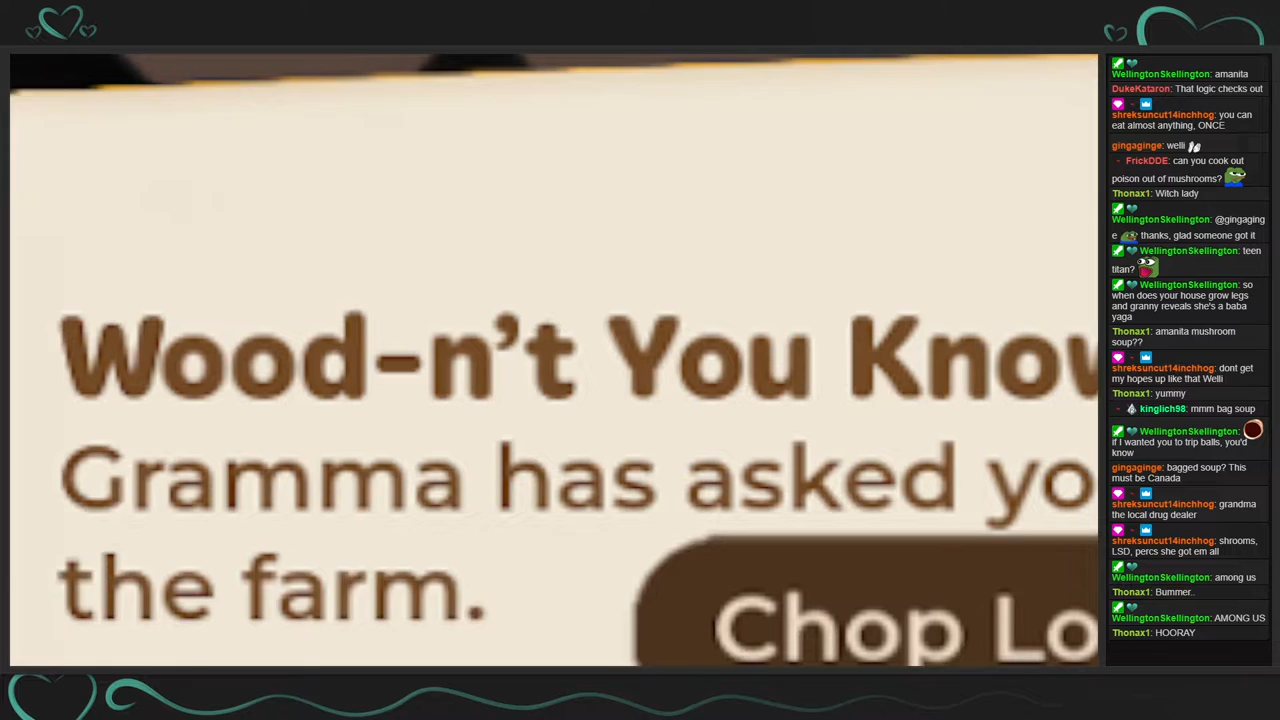 Wood-n't You Know
Gramma has asked yo
the farm.
Chop Lo
WellingtonSkellington: amanita
DukeKataron: That logic checks out
shreksuncut14inchhog: you can
eat almost anything, ONCE
gingaginge: welli
FrickDDE: can you cook out
poison out of mushrooms?
Thonax1: Witch lady
WellingtonSkellington: @gingaging
e thanks, glad someone got it
WellingtonSkellington: teen
titan?
WellingtonSkellington: so
when does your house grow legs
and granny reveals she's a baba
yaga
Thonax1: amanita mushroom
soup??
shreksuncut14inchhog: dont get
my hopes up like that Welli
Thonax1: yummy
kinglich98: mmm bag soup
WellingtonSkellington:
if I wanted you to trip balls, you'd
know
gingaginge: bagged soup? This
must be Canada
shreksuncut14inchhog: grandma
the local drug dealer
shreksuncut14inchhog: shrooms,
LSD, percs she got em all
WellingtonSkellington: among us
Thonax1: Bummer..
WellingtonSkellington: AMONG US
Thonax1: HOORAY